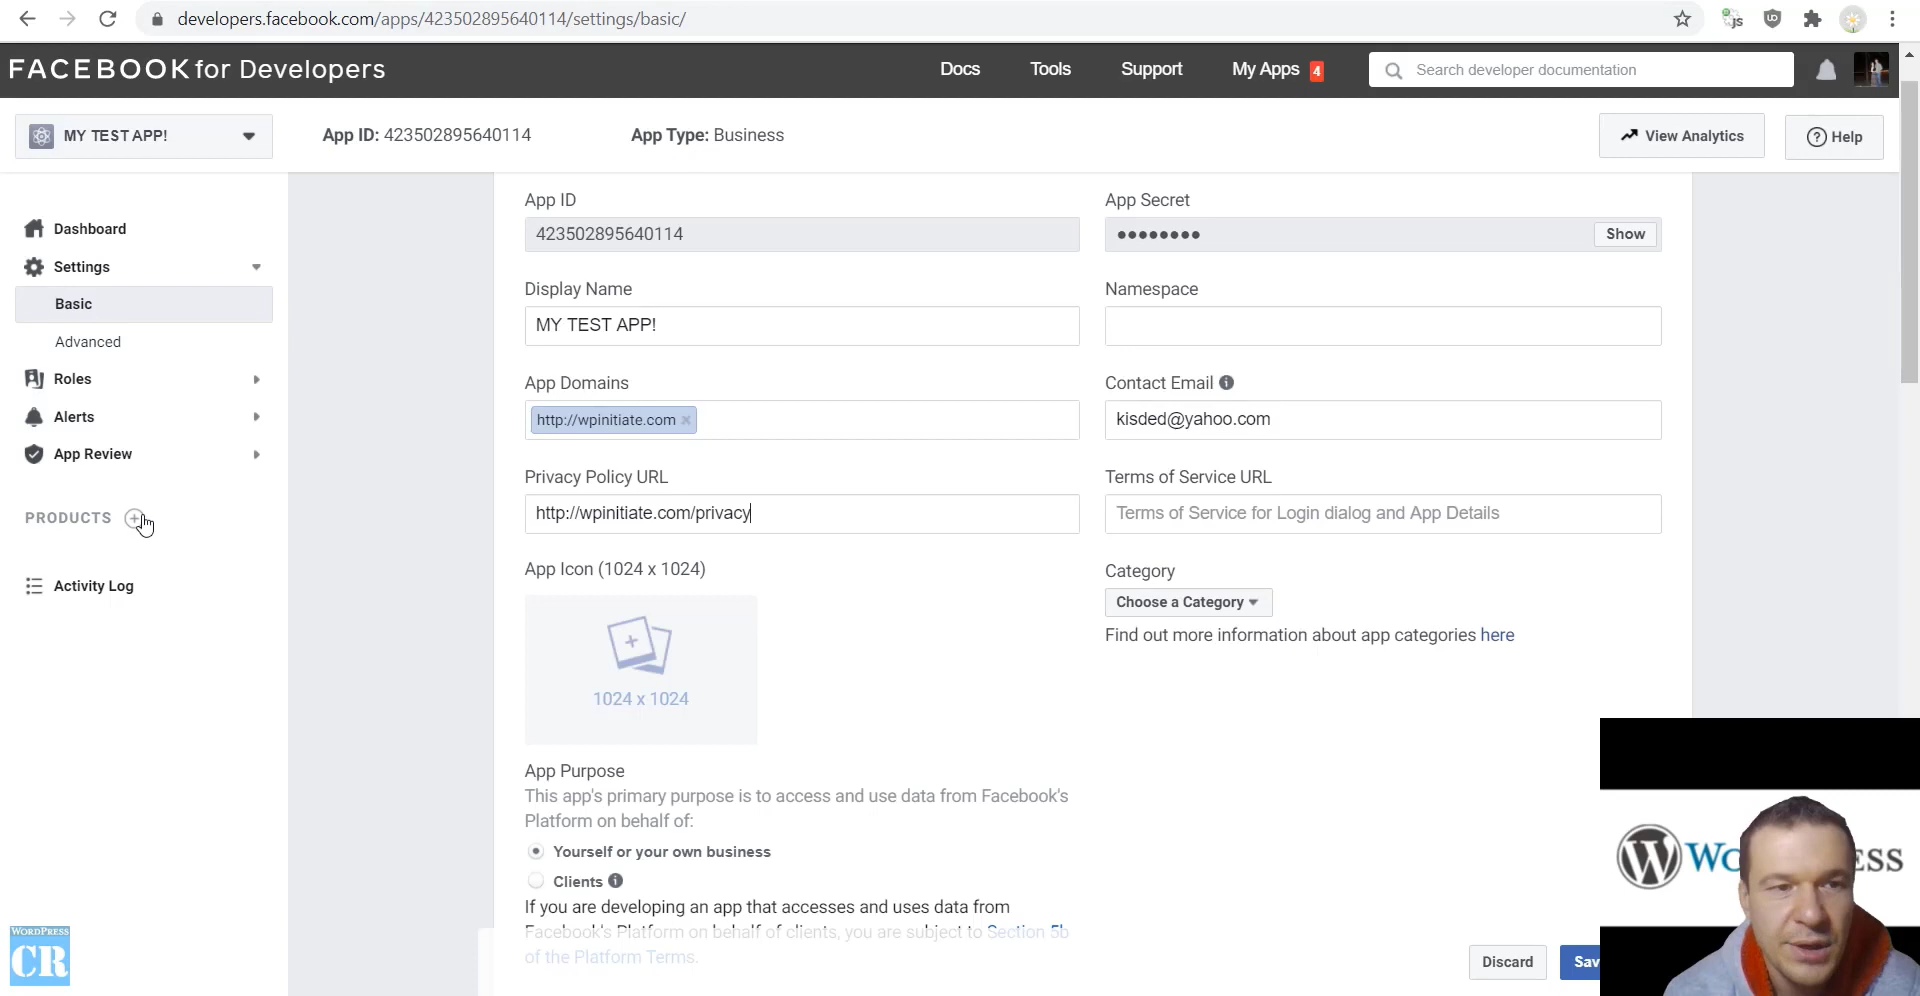 developers.facebook.com/apps/423502895640114/settings/basic/
FACEBOOK for Developers
Docs
Tools
Support
My Apps 4
Search developer documentation
MY TEST APP!
App ID: 423502895640114
App Type: Business
View Analytics
Help
Dashboard
Settings
Basic
Advanced
Roles
Alerts
App Review
PRODUCTS
Activity Log
App ID
423502895640114
App Secret
Show
Display Name
MY TEST APP!
Namespace
App Domains
http://wpinitiate.com
Contact Email
kisded@yahoo.com
Privacy Policy URL
http://wpinitiate.com/privacy
Terms of Service URL
Terms of Service for Login dialog and App Details
App Icon (1024 x 1024)
1024 x 1024
Category
Choose a Category
Find out more information about app categories here
App Purpose
This app's primary purpose is to access and use data from Facebook's
Platform on behalf of:
Yourself or your own business
Clients
If you are developing an app that accesses and uses data from
Facebook's Platform on behalf of clients, you are subject to Section 5b
of the Platform Terms.
Discard
Sav
WORDPRESS
CR
W WO ESS